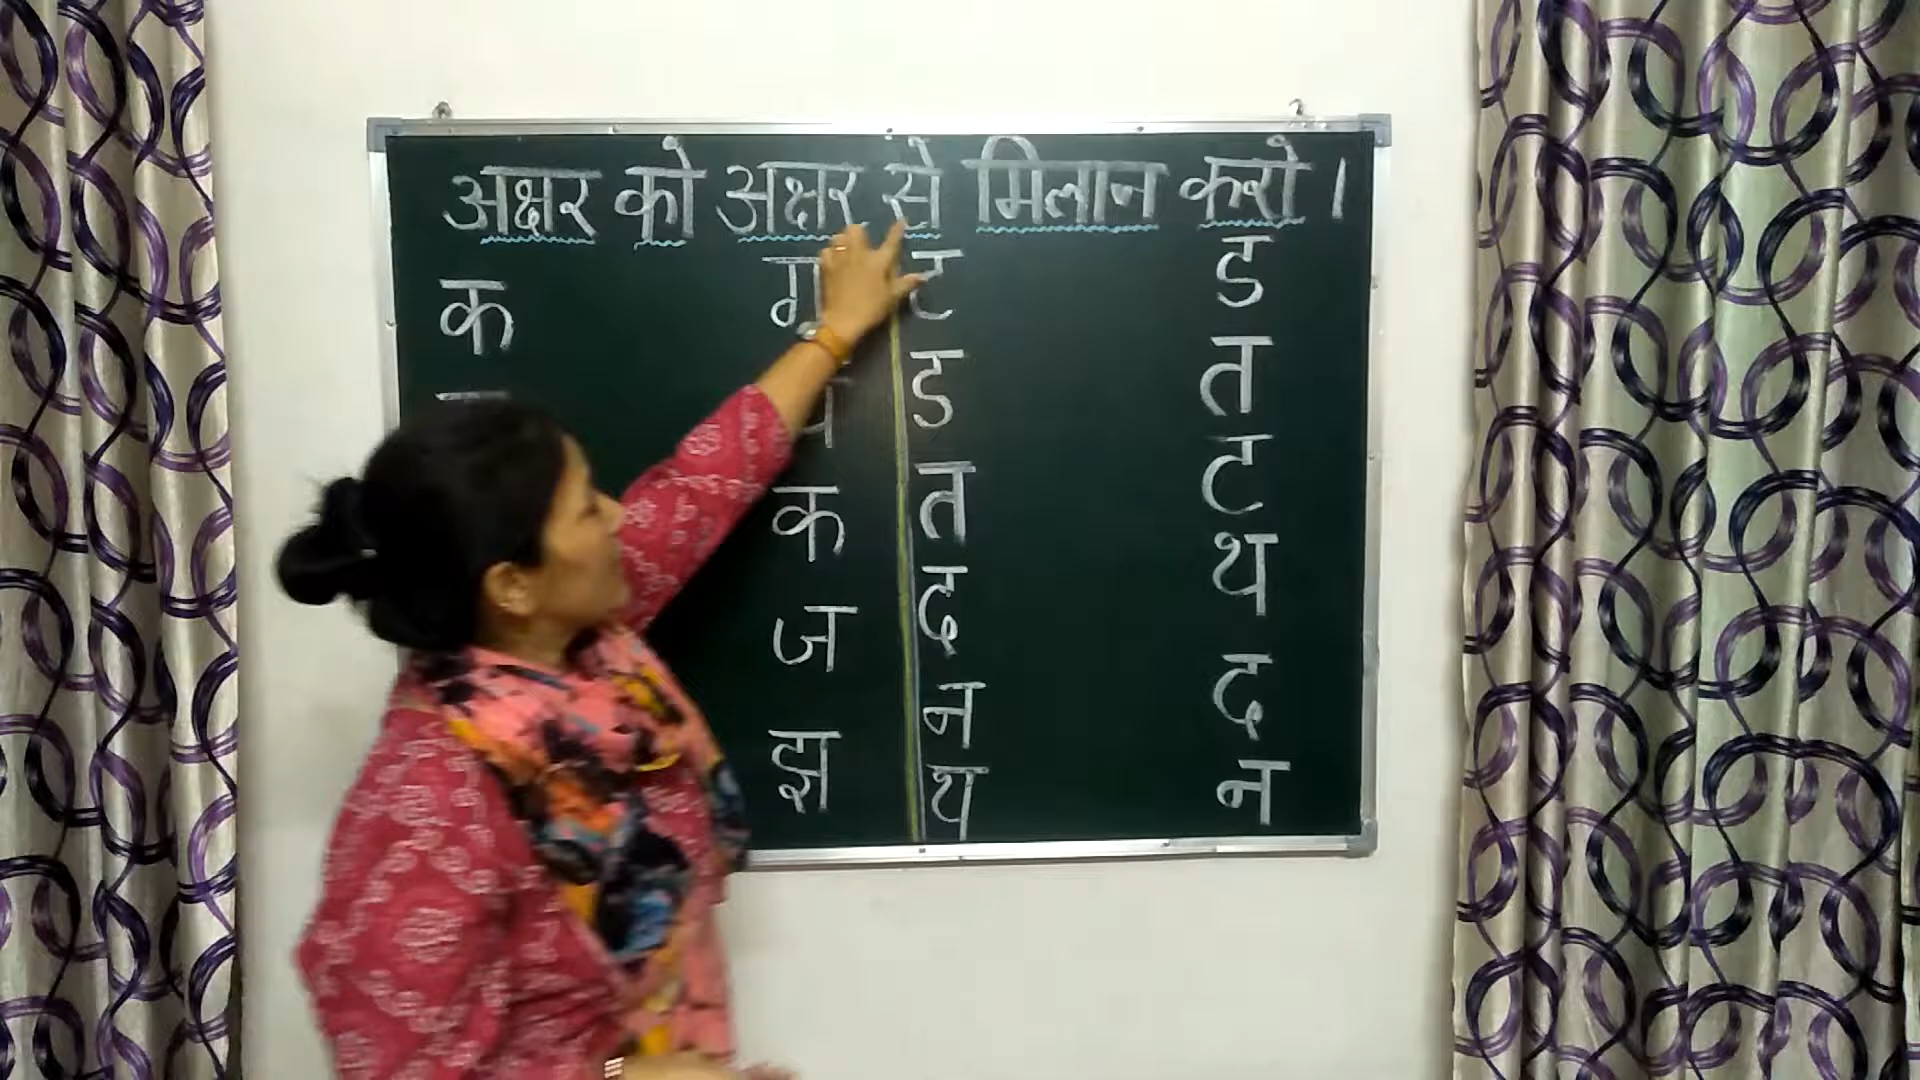 अक्षर को अक्षर से मिलान करो ।
क ग ट ड
ड त
क त ट
ज द थ
झ न द
थ न